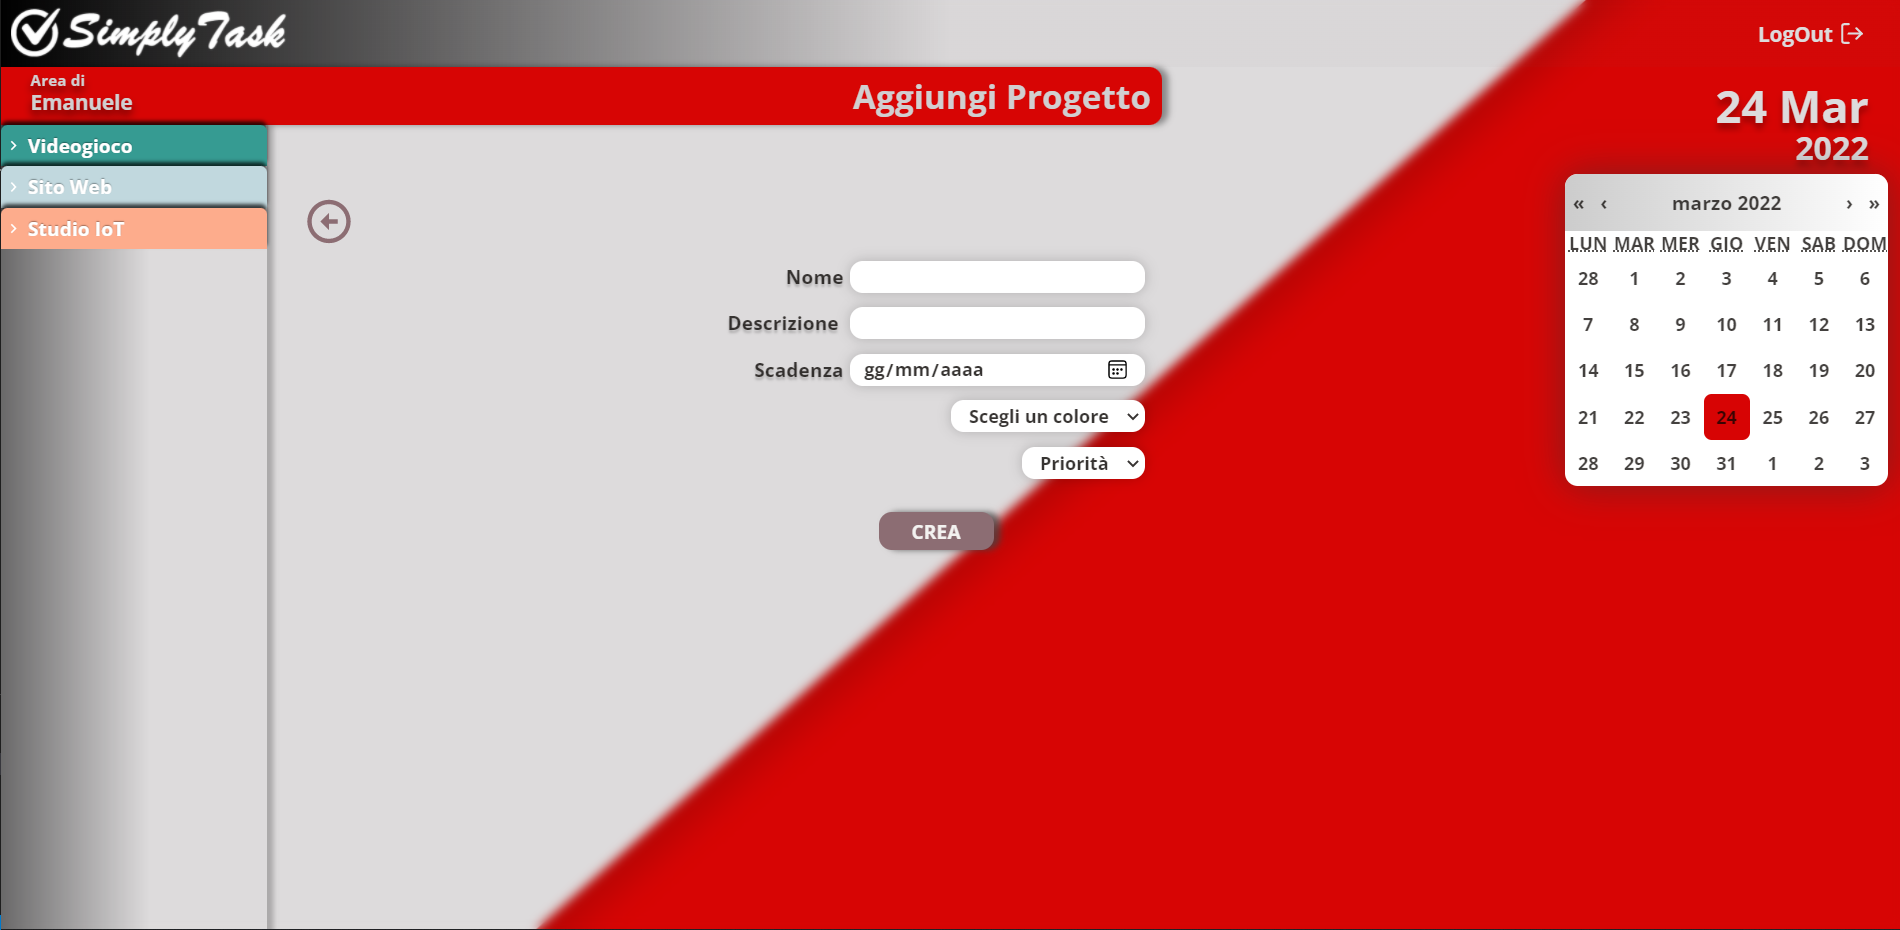 SimplyTask
LogOut
Area di
Emanuele
Aggiungi Progetto
24 Mar
2022
Videogioco
Sito Web
Studio IoT
Nome
Descrizione
Scadenza gg/mm/aaaa
Scegli un colore
Priorità
CREA
« ‹ marzo 2022 › »
LUN MAR MER GIO VEN SAB DOM
28 1 2 3 4 5 6
7 8 9 10 11 12 13
14 15 16 17 18 19 20
21 22 23 24 25 26 27
28 29 30 31 1 2 3